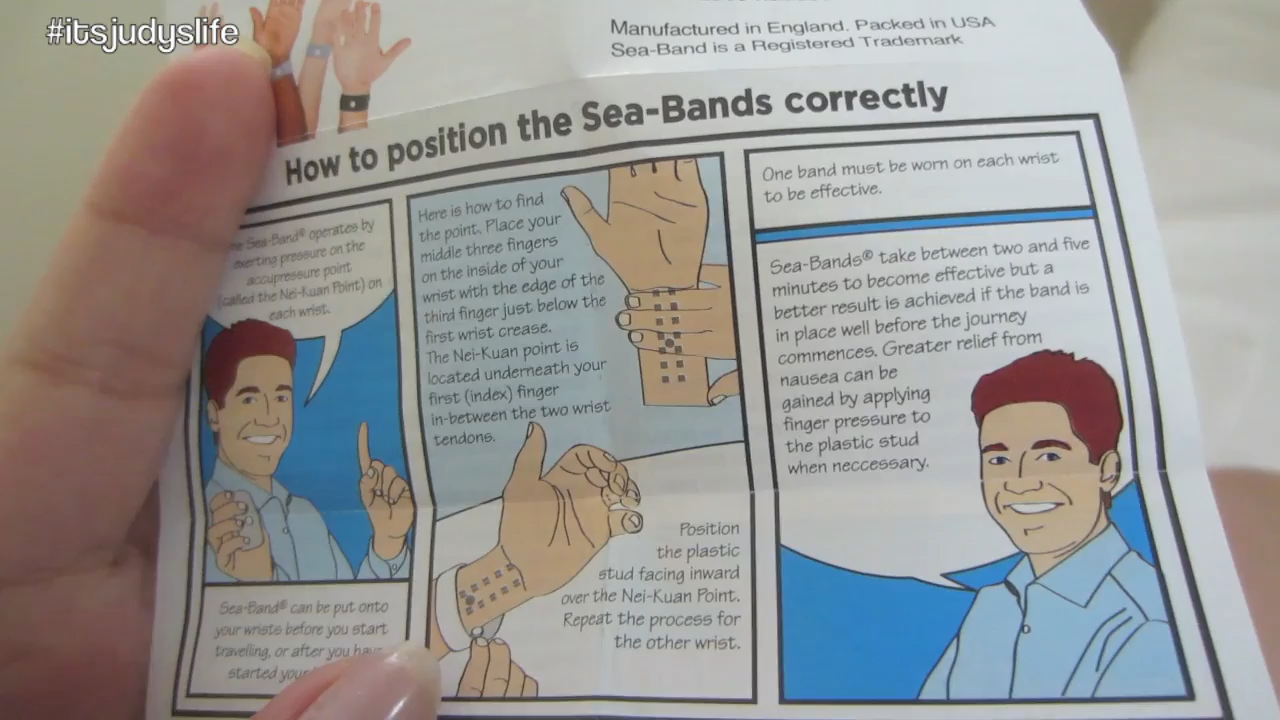 #itsjudyslife
Manufactured in England. Packed in USA
Sea-Band is a Registered Trademark
How to position the Sea-Bands correctly
Sea-Band® operates by
exerting pressure on the
accupressure point
(called the Nei-Kuan Point) on
each wrist.
Sea-Band® can be put onto
your wrists before you start
travelling, or after you have
started your
Here is how to find
the point. Place your
middle three fingers
on the inside of your
wrist with the edge of the
third finger just below the
first wrist crease.
The Nei-Kuan point is
located underneath your
first (index) finger
in-between the two wrist
tendons.
Position
the plastic
stud facing inward
over the Nei-Kuan Point.
Repeat the process for
the other wrist.
One band must be worn on each wrist
to be effective.
Sea-Bands® take between two and five
minutes to become effective but a
better result is achieved if the band is
in place well before the journey
commences. Greater relief from
nausea can be
gained by applying
finger pressure to
the plastic stud
when neccessary.